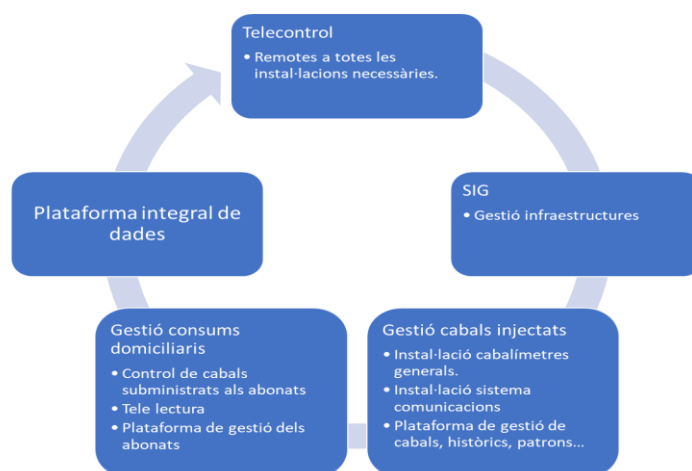 Telecontrol
• Remotes a totes les
instal·lacions necessàries.
SIG
• Gestió infraestructures
Gestió cabals injectats
• Instal·lació cabalímetres
generals.
• Instal·lació sistema
comunicacions
• Plataforma de gestió de
cabals, històrics, patrons...
Gestió consums
domiciliaris
• Control de cabals
subministrats als abonats
• Tele lectura
• Plataforma de gestió dels
abonats
Plataforma integral de
dades